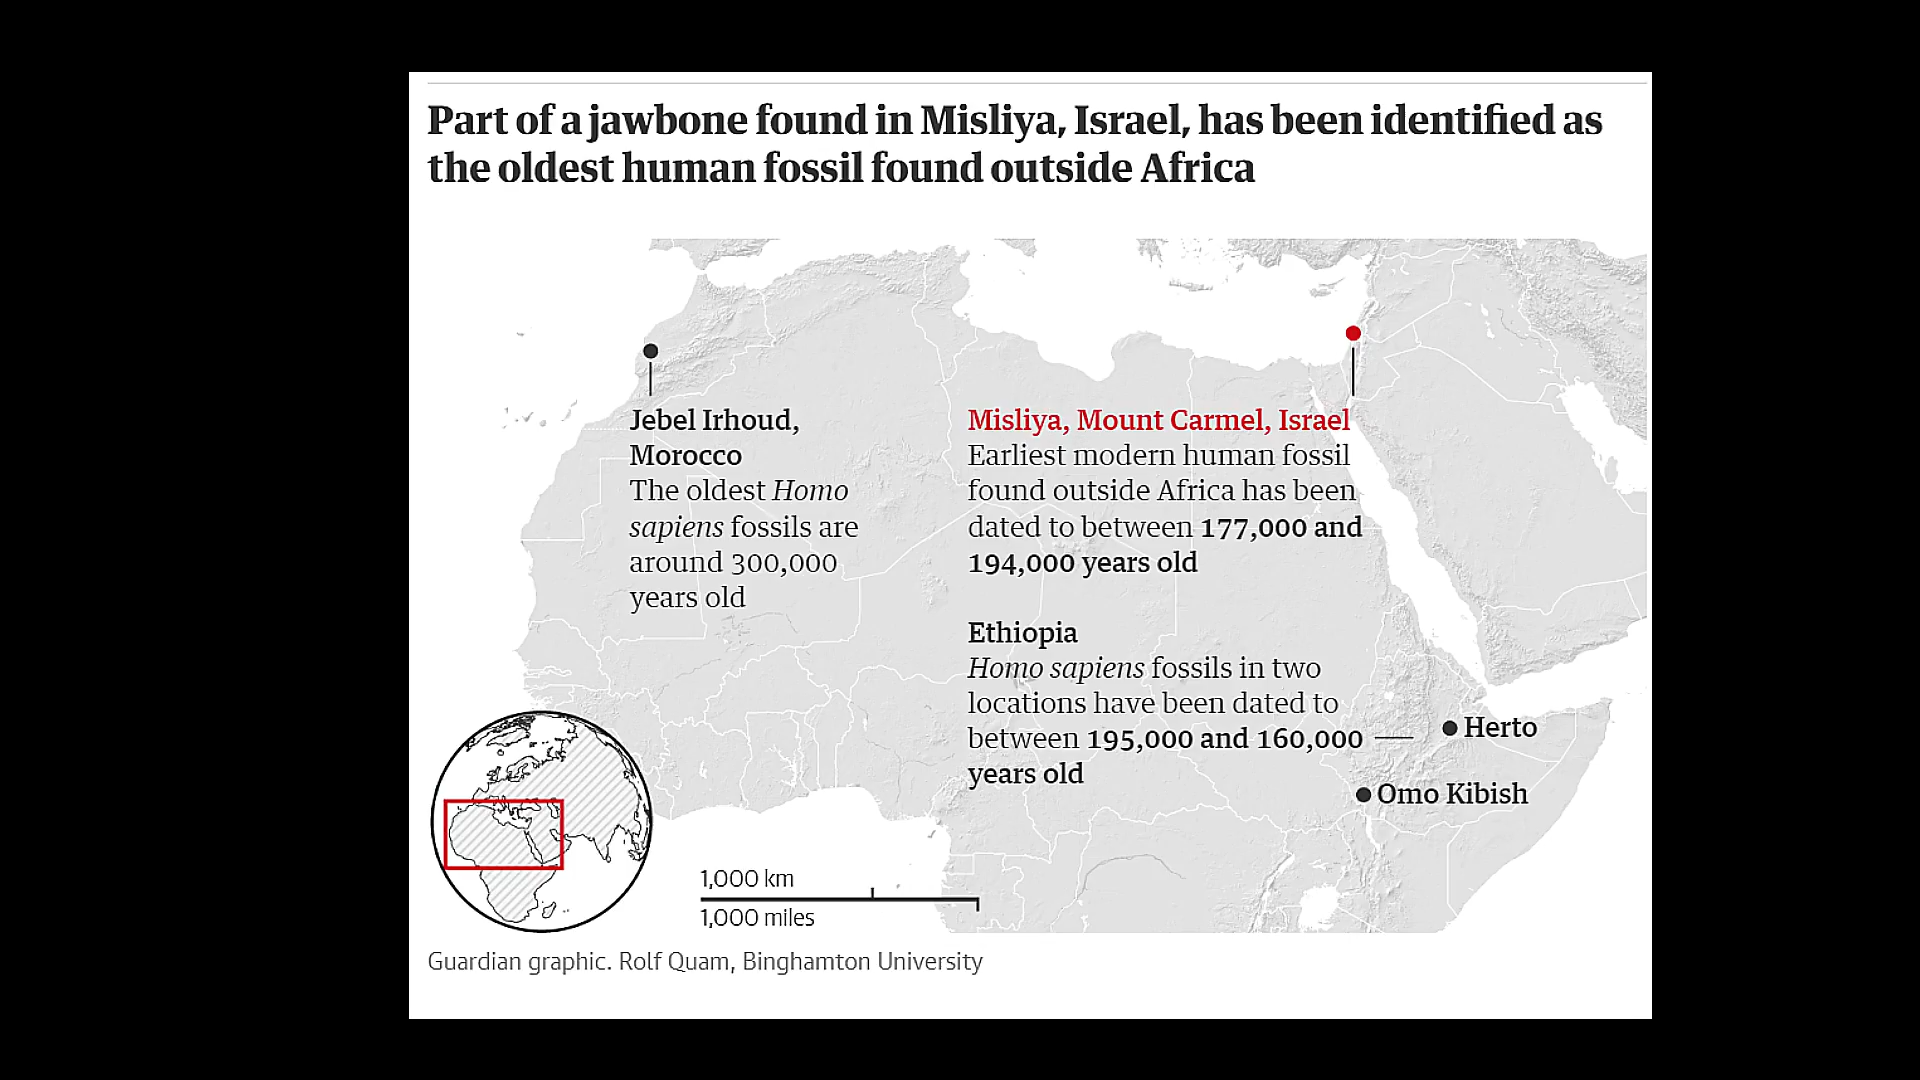 Part of a jawbone found in Misliya, Israel, has been identified as
the oldest human fossil found outside Africa
Jebel Irhoud,
Morocco
The oldest Homo
sapiens fossils are
around 300,000
years old
Misliya, Mount Carmel, Israel
Earliest modern human fossil
found outside Africa has been
dated to between 177,000 and
194,000 years old
Ethiopia
Homo sapiens fossils in two
locations have been dated to
between 195,000 and 160,000
years old
Herto
Omo Kibish
1,000 km
1,000 miles
Guardian graphic. Rolf Quam, Binghamton University